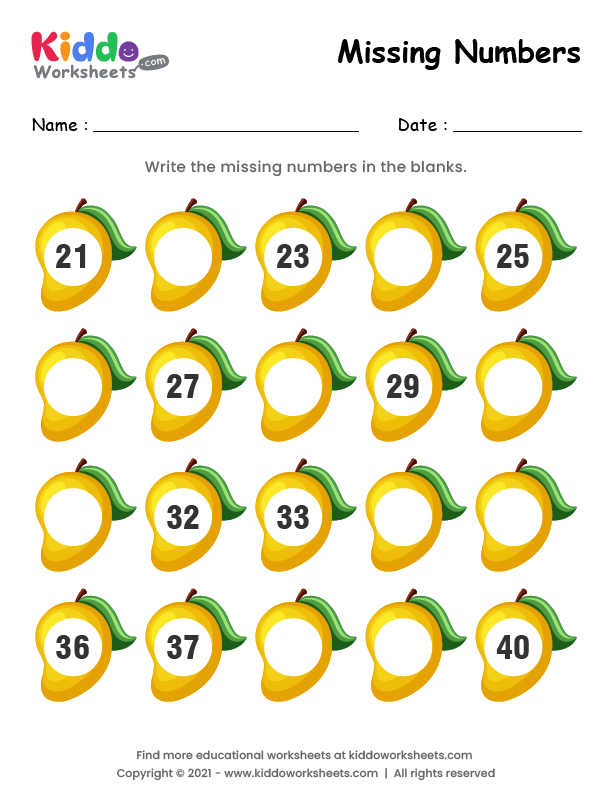 Kiddo
Worksheets.com
Missing Numbers
Name : Date :
Write the missing numbers in the blanks.
21 23 25
27 29
32 33
36 37 40
Find more educational worksheets at kiddoworksheets.com
Copyright © 2021 - www.kiddoworksheets.com | All rights reserved